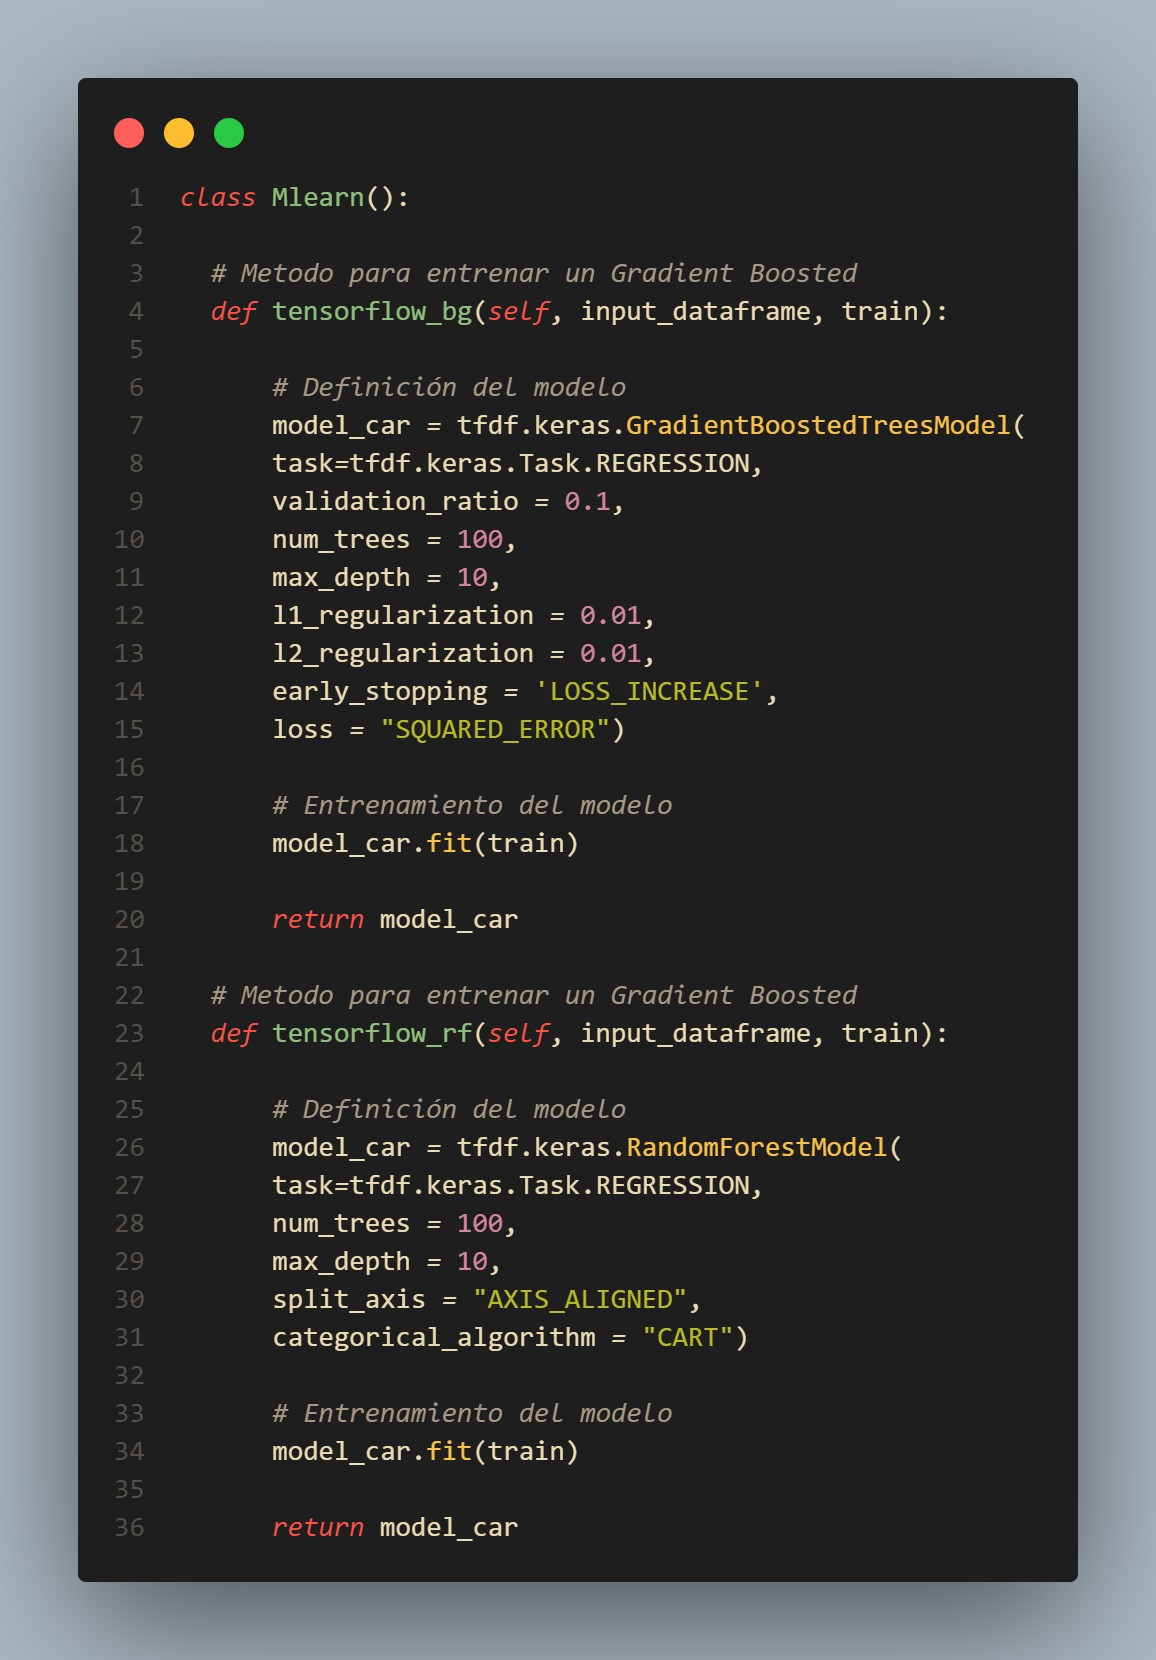 1 class Mlearn():
2
3 # Metodo para entrenar un Gradient Boosted
4 def tensorflow_bg(self, input_dataframe, train):
5
6 # Definición del modelo
7 model_car = tfdf.keras.GradientBoostedTreesModel(
8 task=tfdf.keras.Task.REGRESSION,
9 validation_ratio = 0.1,
10 num_trees = 100,
11 max_depth = 10,
12 l1_regularization = 0.01,
13 l2_regularization = 0.01,
14 early_stopping = 'LOSS_INCREASE',
15 loss = "SQUARED_ERROR")
16
17 # Entrenamiento del modelo
18 model_car.fit(train)
19
20 return model_car
21
22 # Metodo para entrenar un Gradient Boosted
23 def tensorflow_rf(self, input_dataframe, train):
24
25 # Definición del modelo
26 model_car = tfdf.keras.RandomForestModel(
27 task=tfdf.keras.Task.REGRESSION,
28 num_trees = 100,
29 max_depth = 10,
30 split_axis = "AXIS_ALIGNED",
31 categorical_algorithm = "CART")
32
33 # Entrenamiento del modelo
34 model_car.fit(train)
35
36 return model_car